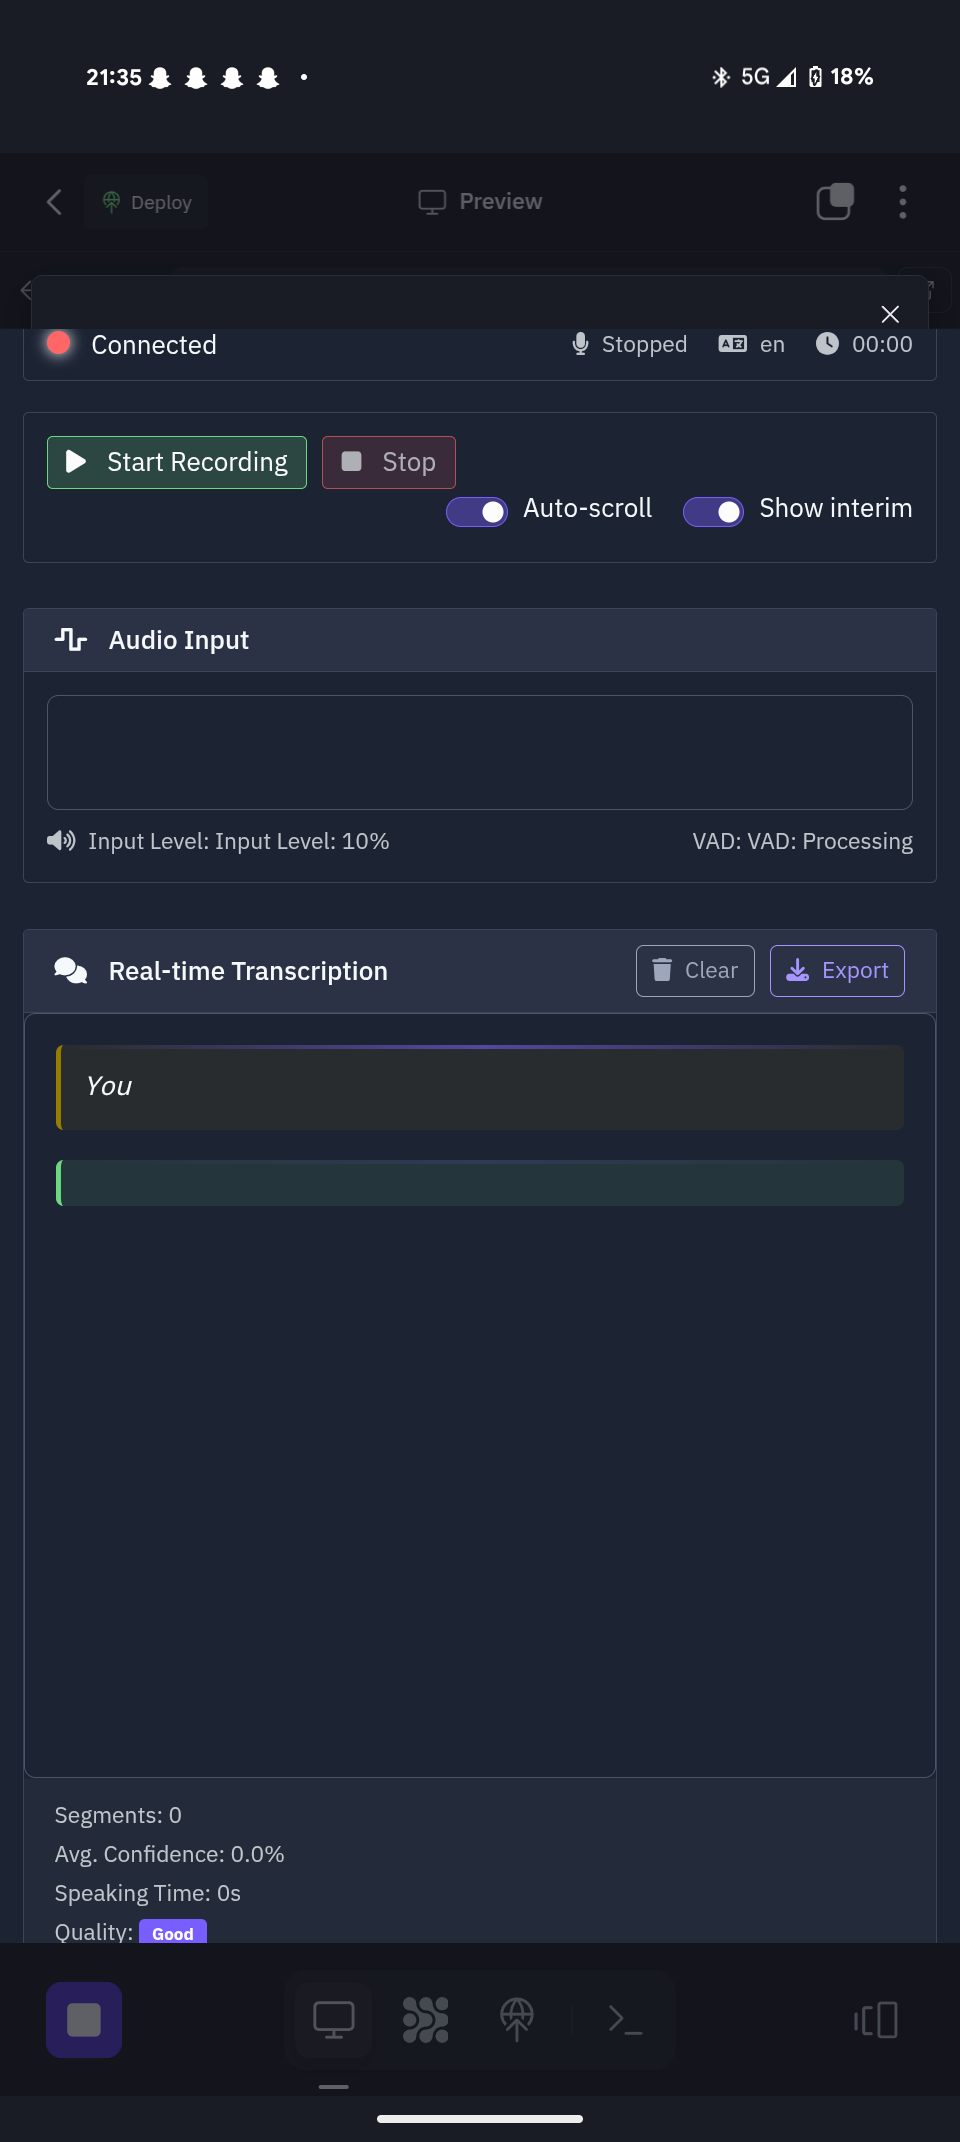 21:35
5G 18%
Deploy
Preview
Connected
Stopped
en
00:00
Start Recording
Stop
Auto-scroll
Show interim
Audio Input
Input Level: Input Level: 10%
VAD: VAD: Processing
Real-time Transcription
Clear
Export
You
Segments: 0
Avg. Confidence: 0.0%
Speaking Time: 0s
Quality: Good